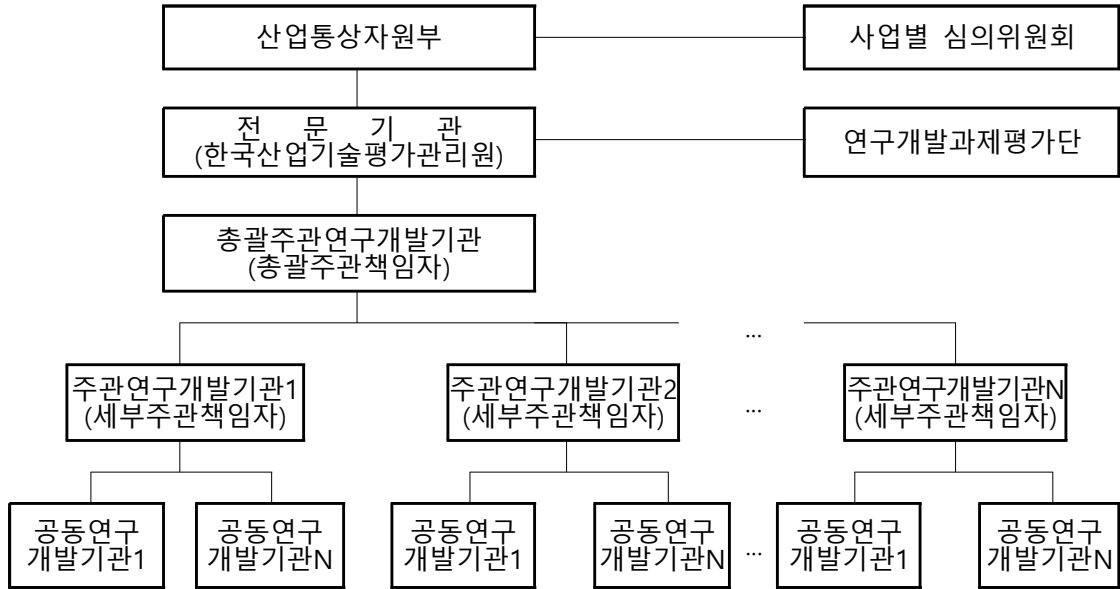 산업통상자원부
사업별 심의위원회
전 문 기 관
(한국산업기술평가관리원)
연구개발과제평가단
총괄주관연구개발기관
(총괄주관책임자)
...
주관연구개발기관1
(세부주관책임자)
주관연구개발기관2
(세부주관책임자)
...
주관연구개발기관N
(세부주관책임자)
공동연구
개발기관1
공동연구
개발기관N
공동연구
개발기관1
공동연구
개발기관N
...
공동연구
개발기관1
공동연구
개발기관N